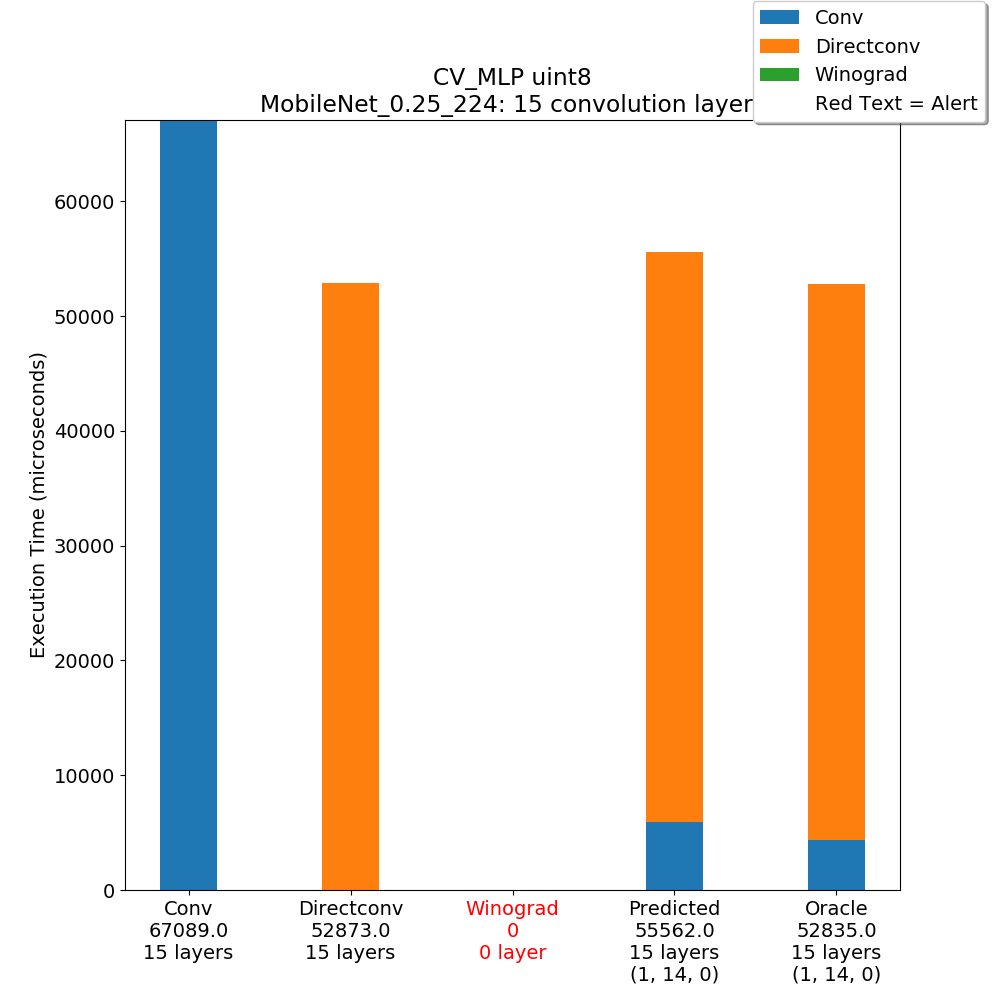 Conv
Directconv
Winograd
Red Text = Alert
CV_MLP uint8
MobileNet_0.25_224: 15 convolution layer
Execution Time (microseconds)
60000
50000
40000
30000
20000
10000
0
Conv
67089.0
15 layers
Directconv
52873.0
15 layers
Winograd
0
0 layer
Predicted
55562.0
15 layers
(1, 14, 0)
Oracle
52835.0
15 layers
(1, 14, 0)